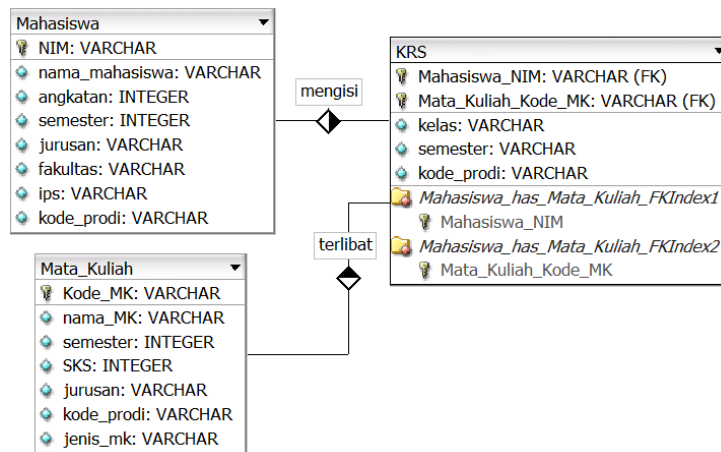 Mahasiswa
NIM: VARCHAR
nama_mahasiswa: VARCHAR
angkatan: INTEGER
semester: INTEGER
jurusan: VARCHAR
fakultas: VARCHAR
ips: VARCHAR
kode_prodi: VARCHAR
mengisi
KRS
Mahasiswa_NIM: VARCHAR (FK)
Mata_Kuliah_Kode_MK: VARCHAR (FK)
kelas: VARCHAR
semester: VARCHAR
kode_prodi: VARCHAR
Mahasiswa_has_Mata_Kuliah_FKIndex1
Mahasiswa_NIM
Mahasiswa_has_Mata_Kuliah_FKIndex2
Mata_Kuliah_Kode_MK
terlibat
Mata_Kuliah
Kode_MK: VARCHAR
nama_MK: VARCHAR
semester: INTEGER
SKS: INTEGER
jurusan: VARCHAR
kode_prodi: VARCHAR
jenis_mk: VARCHAR